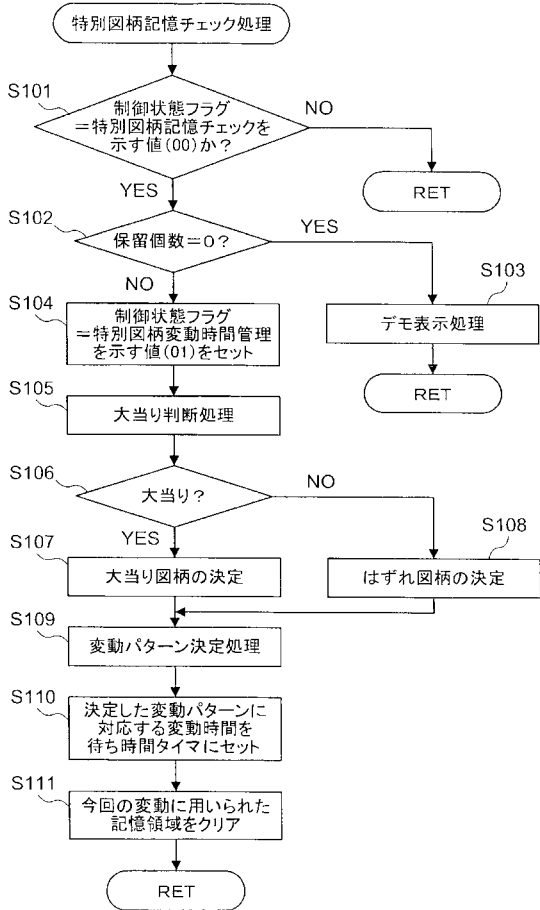 特別図柄記憶チェック処理
S101
制御状態フラグ
=特別図柄記憶チェックを
示す値(00)か?
NO
RET
YES
S102
保留個数=0?
YES
S103
デモ表示処理
RET
NO
S104
制御状態フラグ
=特別図柄変動時間管理
を示す値(01)をセット
S105
大当り判断処理
S106
大当り?
NO
YES
S107
大当り図柄の決定
S108
はずれ図柄の決定
S109
変動パターン決定処理
S110
決定した変動パターンに
対応する変動時間を
待ち時間タイマにセット
S111
今回の変動に用いられた
記憶領域をクリア
RET